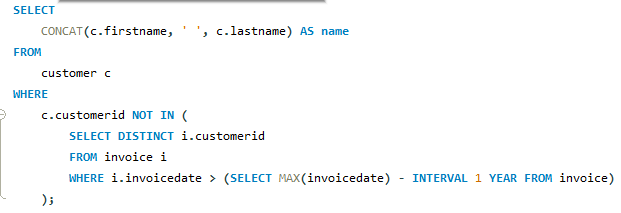 SELECT
CONCAT(c.firstname, ' ', c.lastname) AS name
FROM
customer c
WHERE
c.customerid NOT IN (
SELECT DISTINCT i.customerid
FROM invoice i
WHERE i.invoicedate > (SELECT MAX(invoicedate) - INTERVAL 1 YEAR FROM invoice)
);